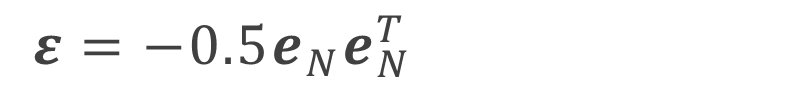 𝜺 = −0.5𝒆_N 𝒆_N^T